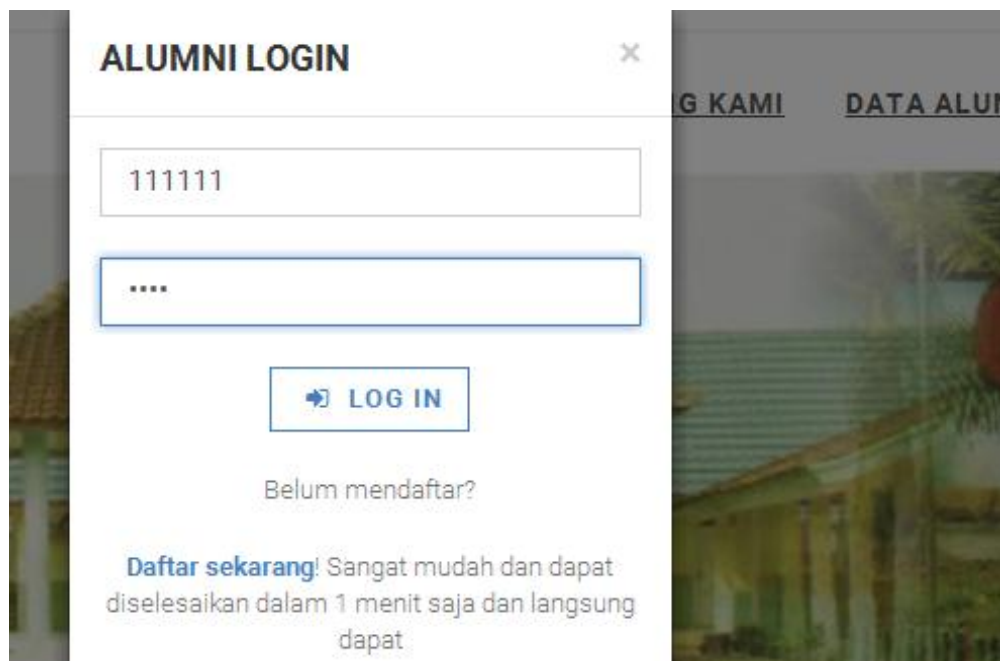 ALUMNI LOGIN ×
G KAMI DATA ALUM
111111
••••
LOG IN
Belum mendaftar?
Daftar sekarang! Sangat mudah dan dapat
diselesaikan dalam 1 menit saja dan langsung
dapat